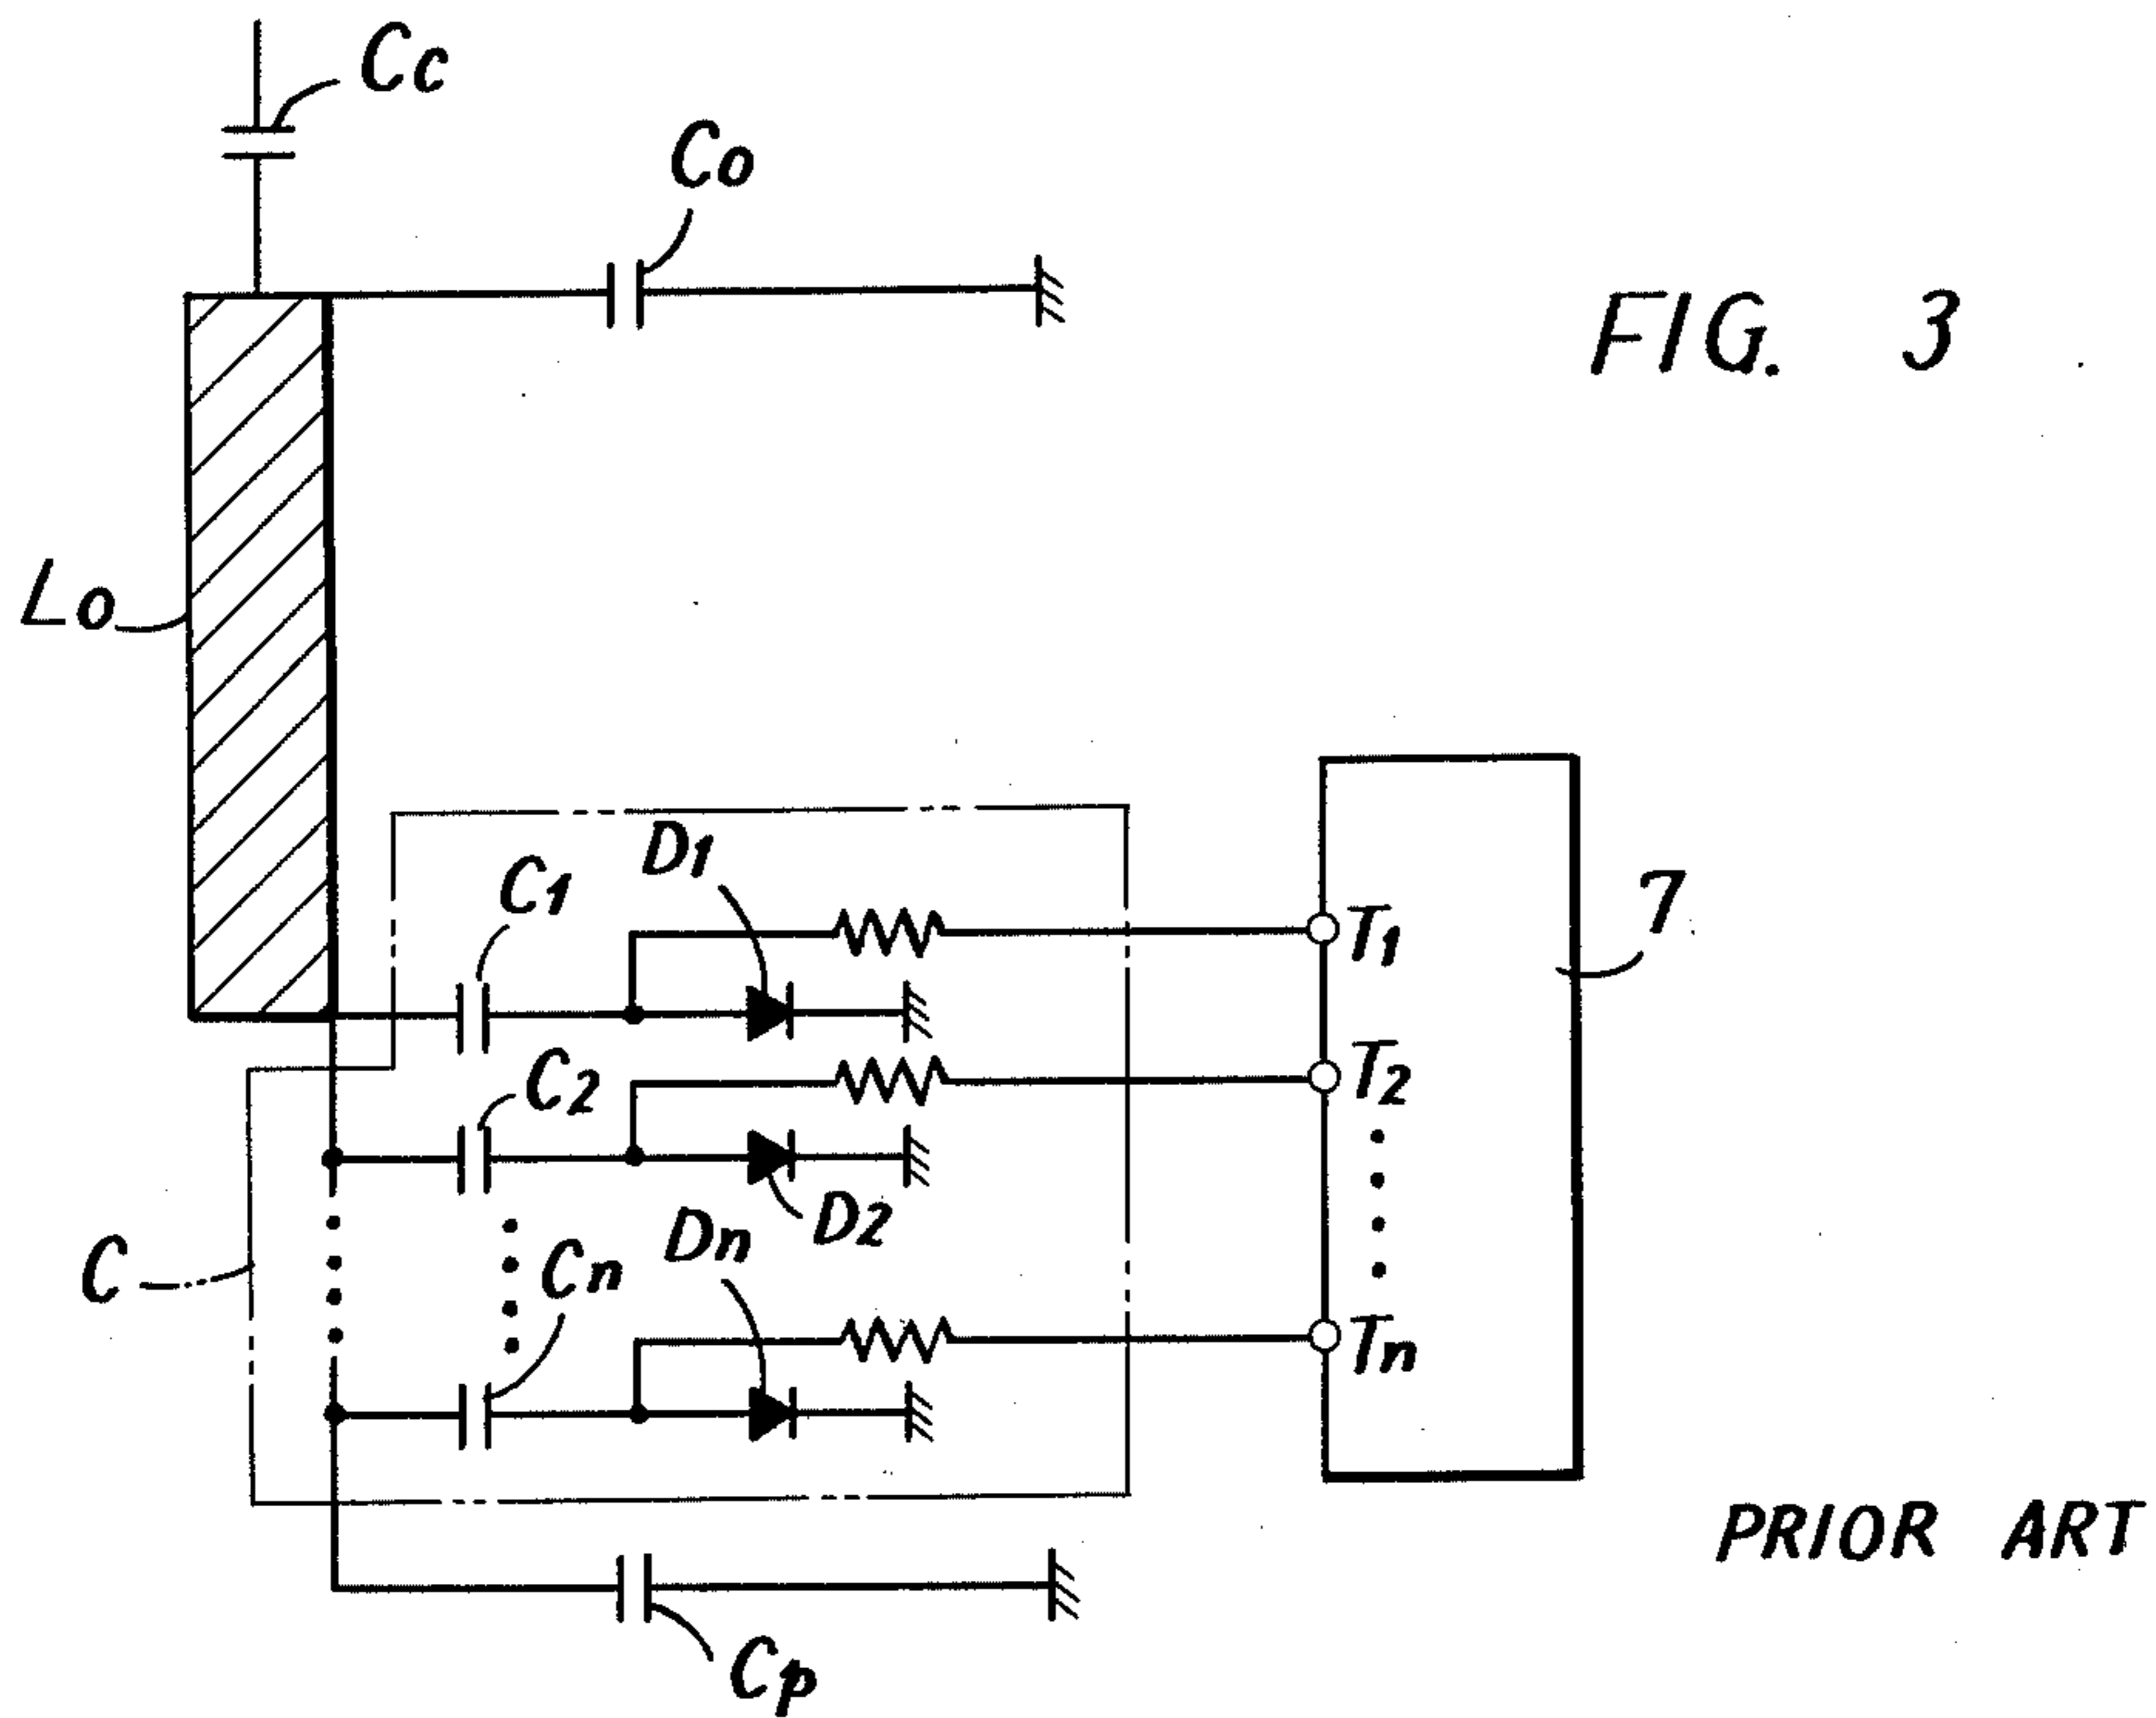 Cc
Co
FIG. 3
Lo
D1
C1
7
T1
C2
T2
D2
Dn
C
Cn
Tn
PRIOR ART
Cp